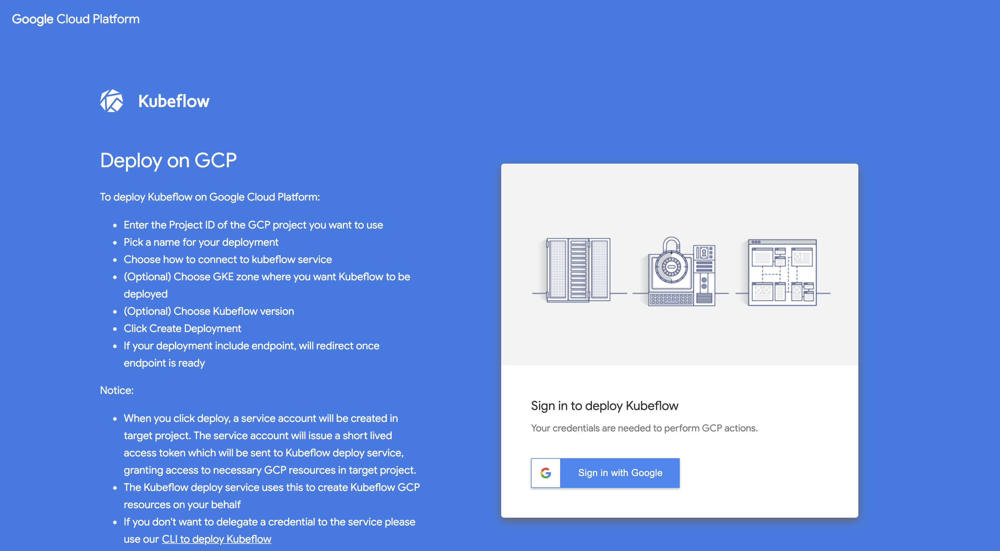 Google Cloud Platform
Kubeflow
Deploy on GCP
To deploy Kubeflow on Google Cloud Platform:
Enter the Project ID of the GCP project you want to use
Pick a name for your deployment
Choose how to connect to kubeflow service
(Optional) Choose GKE zone where you want Kubeflow to be
deployed
(Optional) Choose Kubeflow version
Click Create Deployment
If your deployment include endpoint, will redirect once
endpoint is ready
Notice:
When you click deploy, a service account will be created in
target project. The service account will issue a short lived
access token which will be sent to Kubeflow deploy service,
granting access to necessary GCP resources in target project.
The Kubeflow deploy service uses this to create Kubeflow GCP
resources on your behalf
If you don't want to delegate a credential to the service please
use our CLI to deploy Kubeflow
Sign in to deploy Kubeflow
Your credentials are needed to perform GCP actions.
Sign in with Google